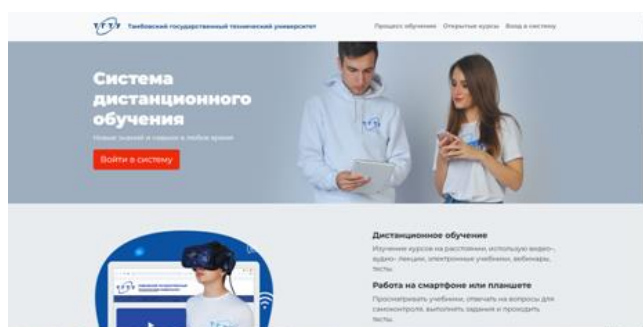 ТГТУ Тамбовский государственный технический университет Процесс обучения Открытые курсы Вход в систему
Система
дистанционного
обучения
Новые знания и навыки в любое время
Войти в систему
Дистанционное обучение
Изучение курсов на расстоянии, использую видео-,
аудио- лекции, электронные учебники, вебинары,
тесты.
Работа на смартфоне или планшете
Просматривать учебники, отвечать на вопросы для
самоконтроля, выполнять задания и проходить
тесты.